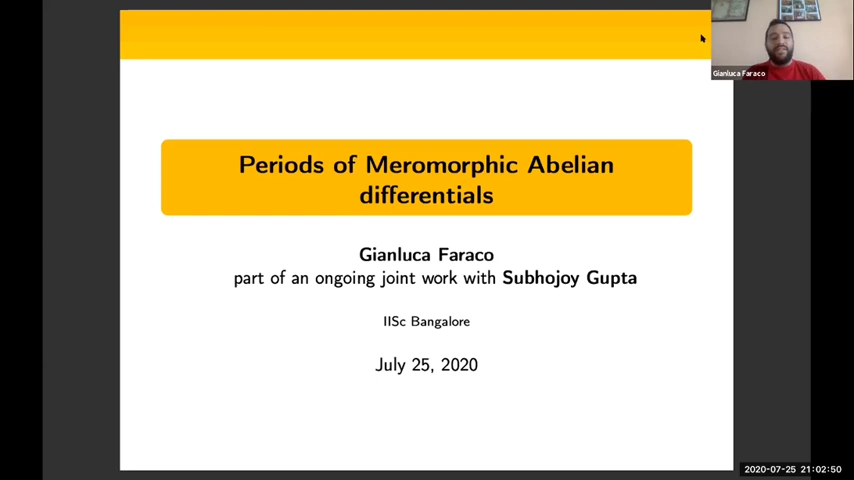 Gianluca Faraco
Periods of Meromorphic Abelian
differentials
Gianluca Faraco
part of an ongoing joint work with Subhojoy Gupta
IISc Bangalore
July 25, 2020
2020-07-25 21:02:50